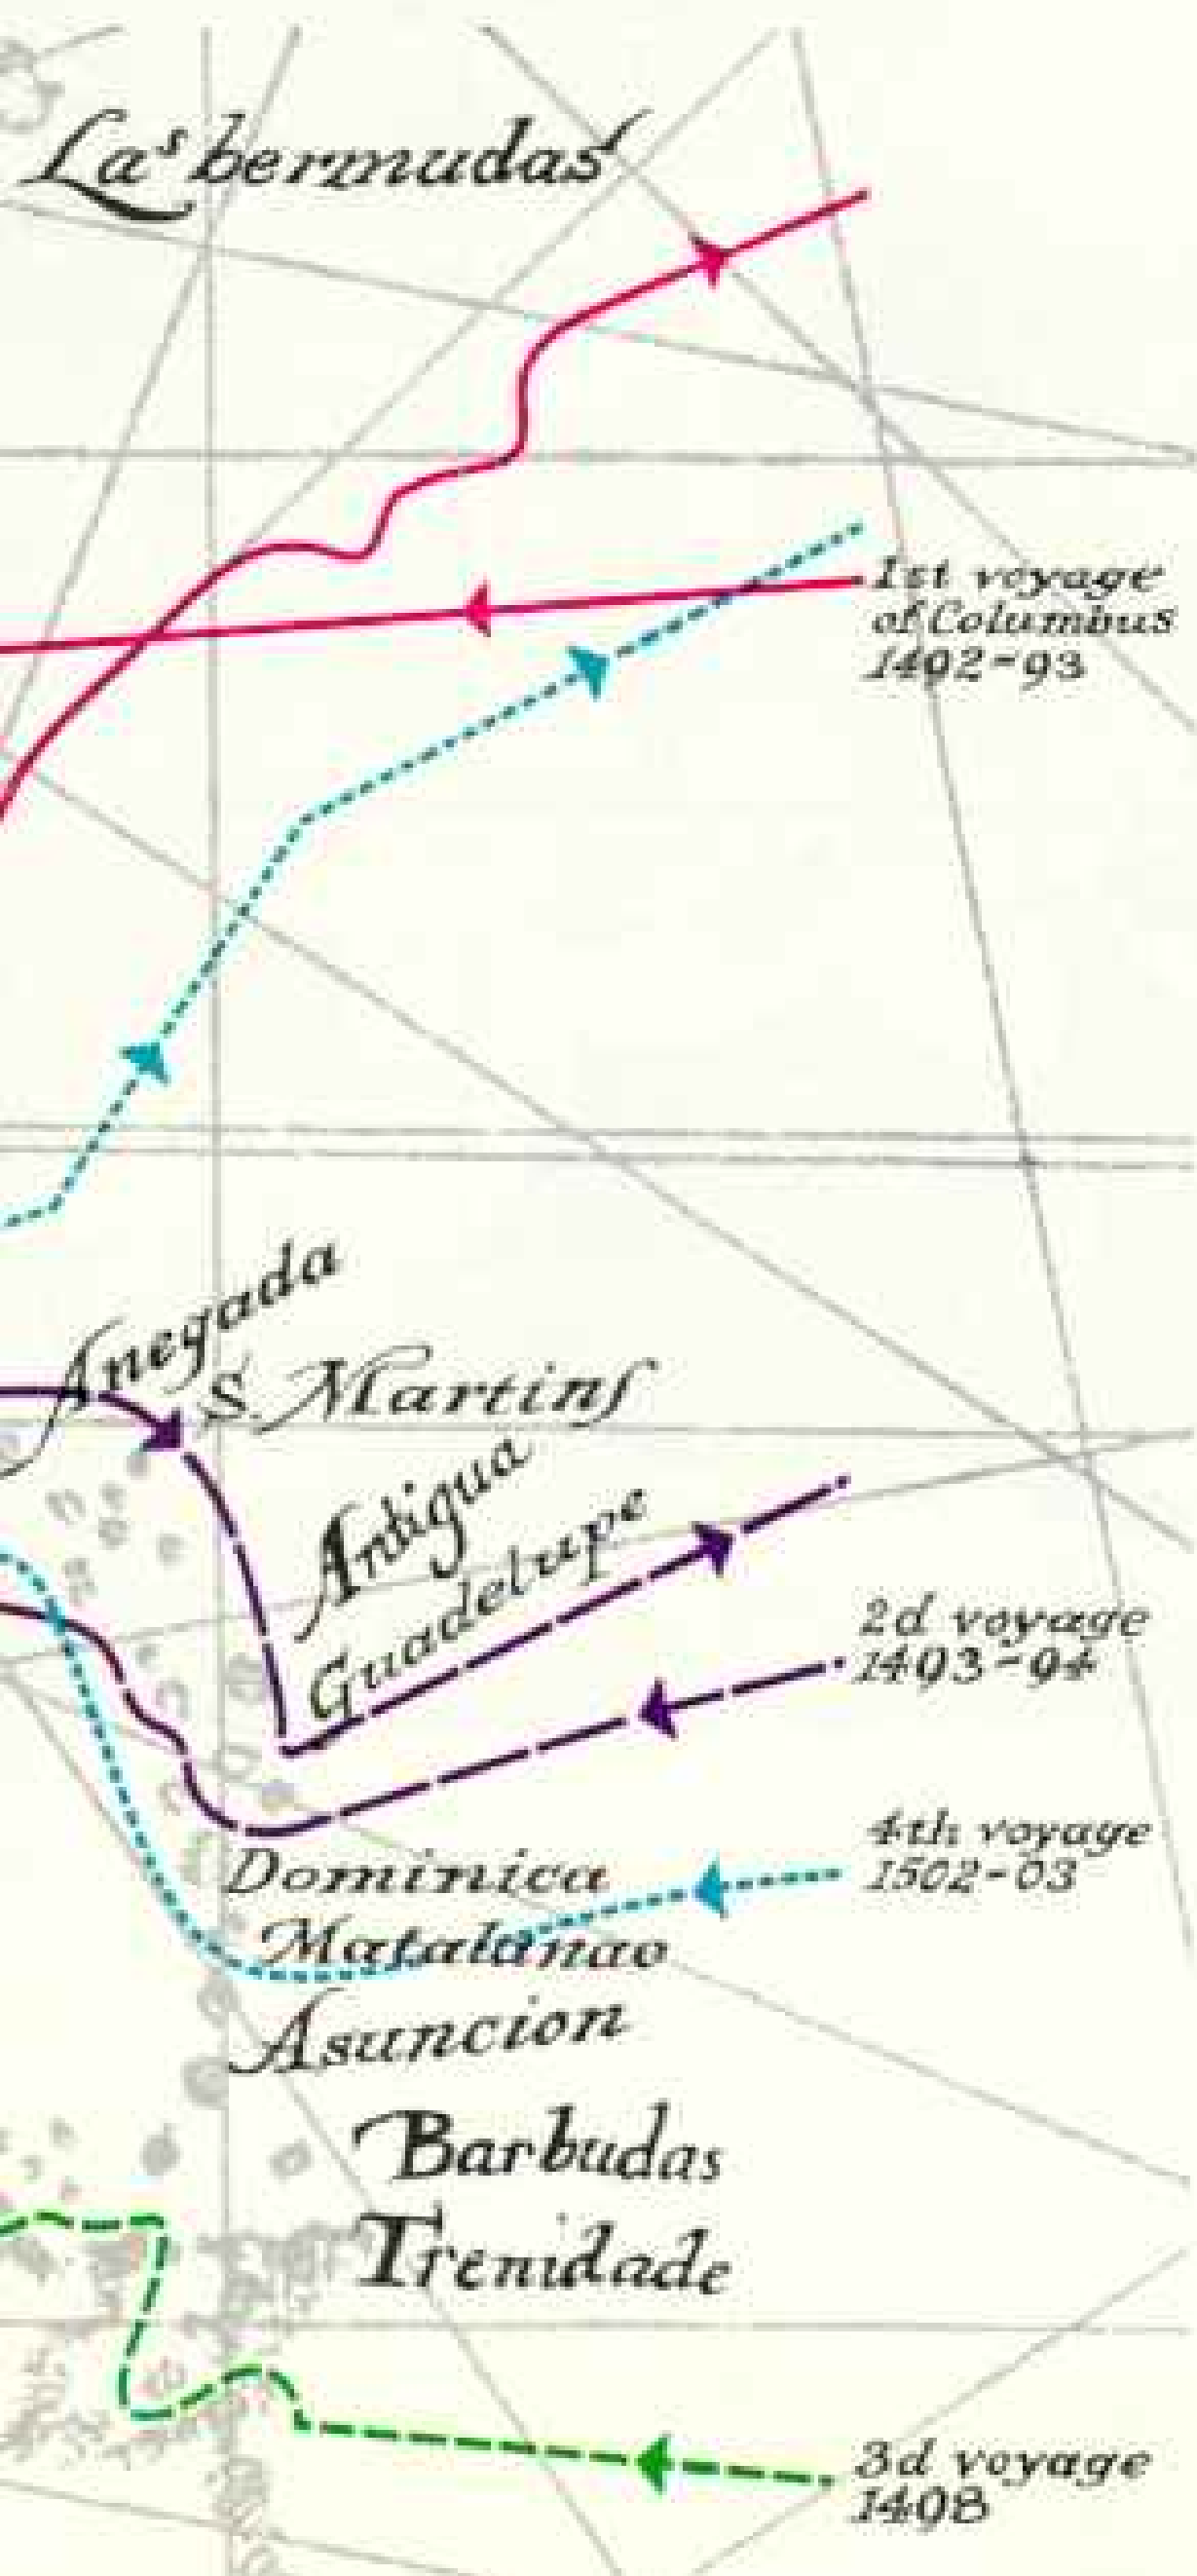 Las bermudas
1st voyage
of Columbus
1492-93
Anegada
S. Martins
Antigua
Guadelupe
2d voyage
1493-94
4th voyage
1502-03
Dominica
Matalanao
Asuncion
Barbudas
Trenidade
3d voyage
1498